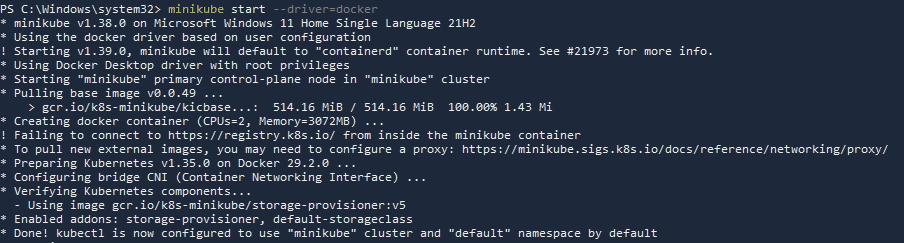 PS C:\Windows\system32> minikube start --driver=docker
* minikube v1.38.0 on Microsoft Windows 11 Home Single Language 21H2
* Using the docker driver based on user configuration
! Starting v1.39.0, minikube will default to "containerd" container runtime. See #21973 for more info.
* Using Docker Desktop driver with root privileges
* Starting "minikube" primary control-plane node in "minikube" cluster
* Pulling base image v0.0.49 ...
    > gcr.io/k8s-minikube/kicbase...:  514.16 MiB / 514.16 MiB  100.00% 1.43 Mi
* Creating docker container (CPUs=2, Memory=3072MB) ...
! Failing to connect to https://registry.k8s.io/ from inside the minikube container
* To pull new external images, you may need to configure a proxy: https://minikube.sigs.k8s.io/docs/reference/networking/proxy/
* Preparing Kubernetes v1.35.0 on Docker 29.2.0 ...
* Configuring bridge CNI (Container Networking Interface) ...
* Verifying Kubernetes components...
  - Using image gcr.io/k8s-minikube/storage-provisioner:v5
* Enabled addons: storage-provisioner, default-storageclass
* Done! kubectl is now configured to use "minikube" cluster and "default" namespace by default